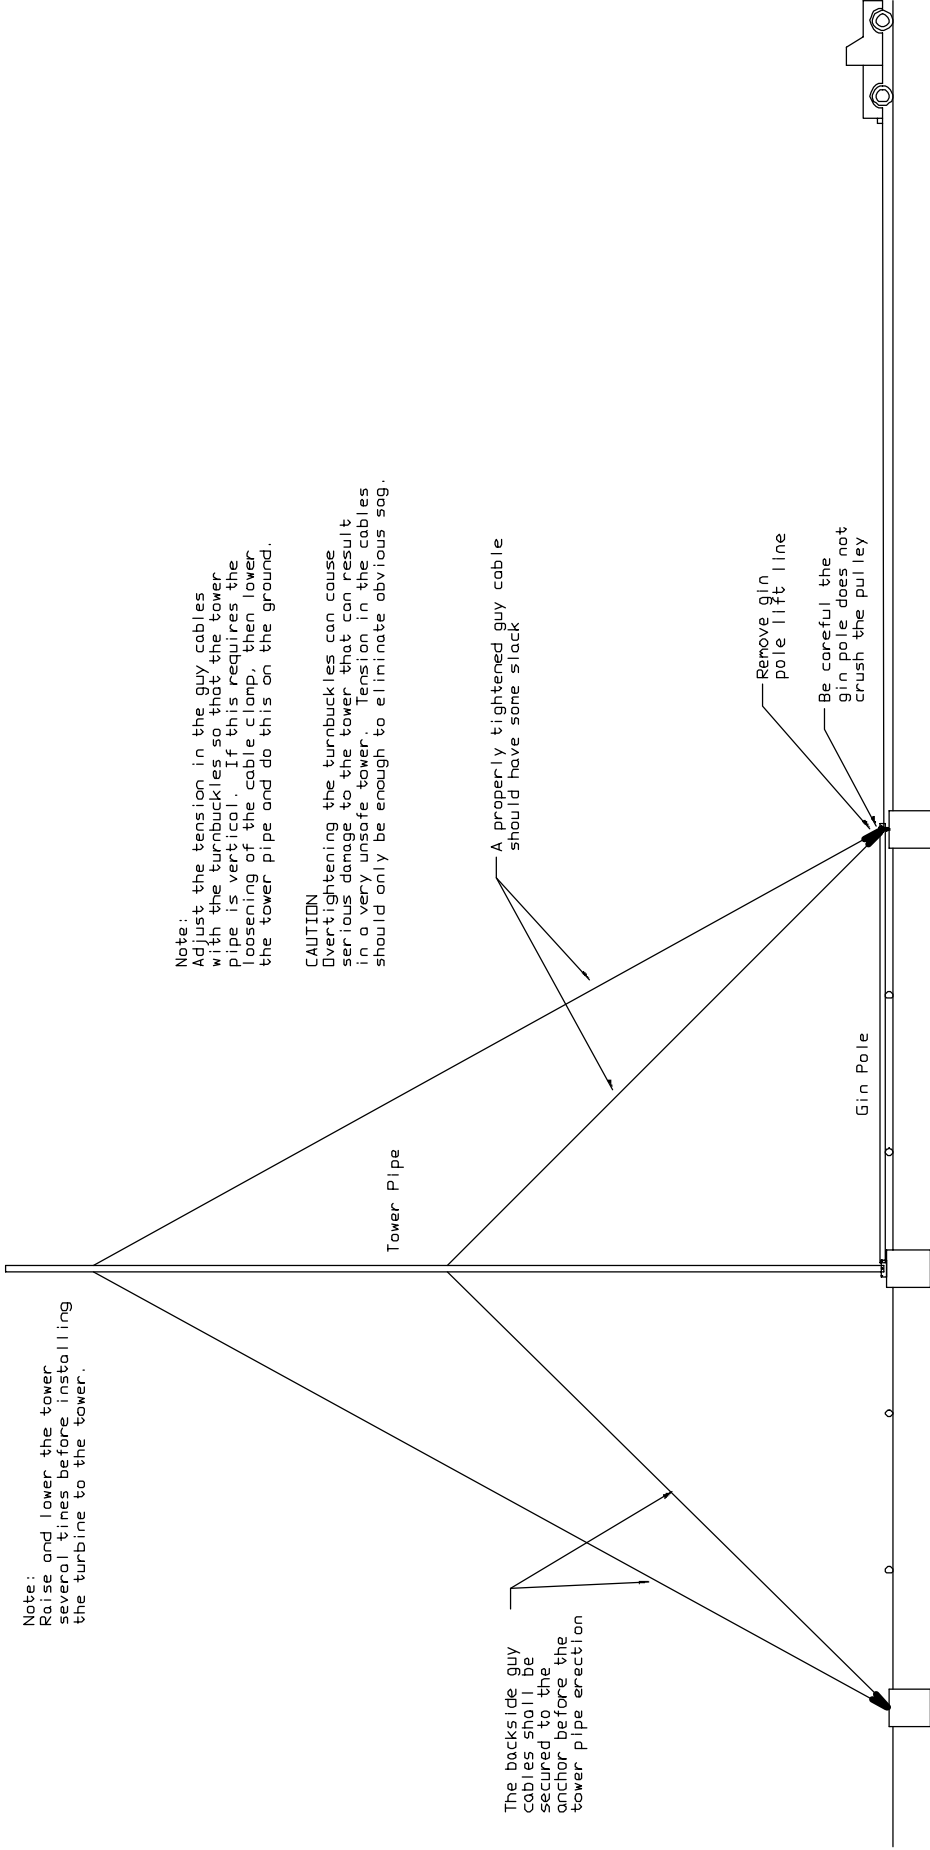 Note:
Raise and lower the tower
several times before installing
the turbine to the tower.
Note:
Adjust the tension in the guy cables
with the turnbuckles so that the tower
pipe is vertical. If this requires the
loosening of the cable clamp, then lower
the tower pipe and do this on the ground.
CAUTION
Overtightening the turnbuckles can cause
serious damage to the tower that can result
in a very unsafe tower. Tension in the cables
should only be enough to eliminate obvious sag.
Tower Pipe
A properly tightened guy cable
should have some slack
The backside guy
cables shall be
secured to the
anchor before the
tower pipe erection
Remove gin
pole lift line
Be careful the
gin pole does not
crush the pulley
Gin Pole